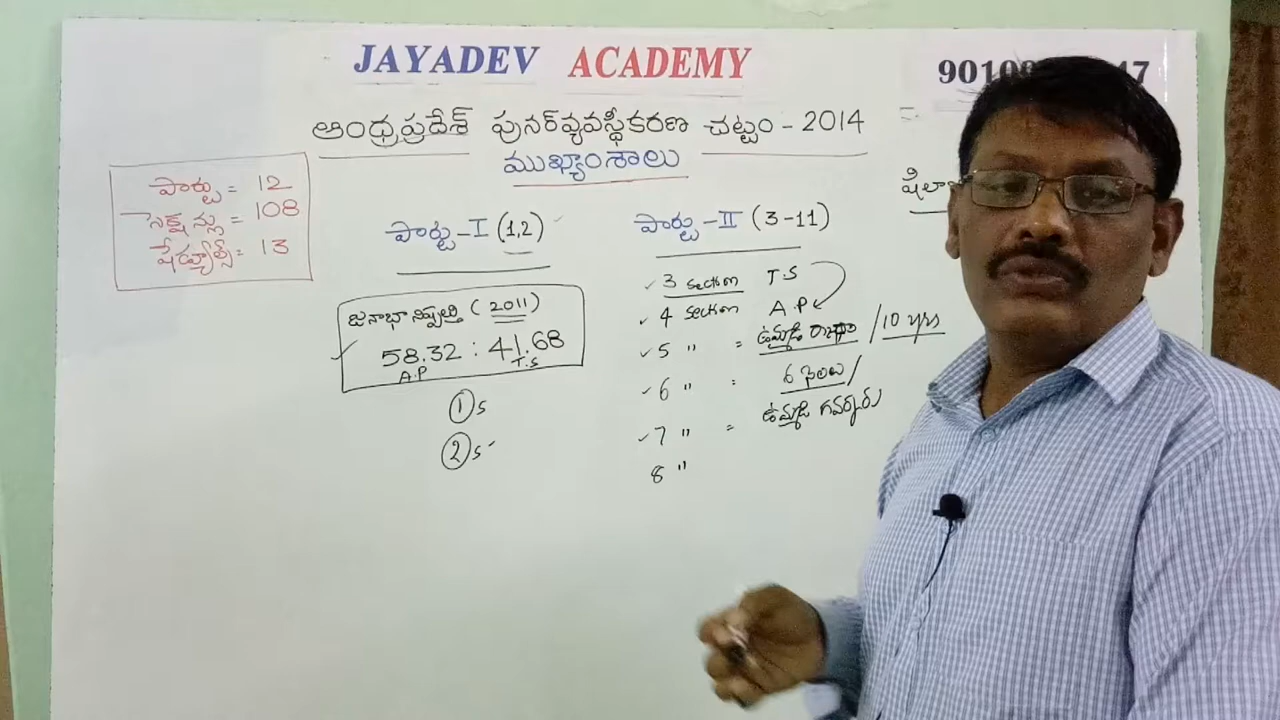 JAYADEV ACADEMY
ఆంధ్రప్రదేశ్ పునర్వ్యవస్థీకరణ చట్టం - 2014
ముఖ్యాంశాలు
పార్టు = 12
సెక్షన్లు = 108
షేడ్యూల్స్ = 13
పార్టు - I (1,2)
జనాభా నిష్పత్తి (2011)
58.32 : 41.68
A.P T.S
1 s
2 s
పార్టు - II (3-11)
3 section T.S
4 section A.P
5 " = ఉమ్మడి రాజధాని / 10 yrs
6 " = 6 నెలలు /
7 " = ఉమ్మడి గవర్నరు
8 "